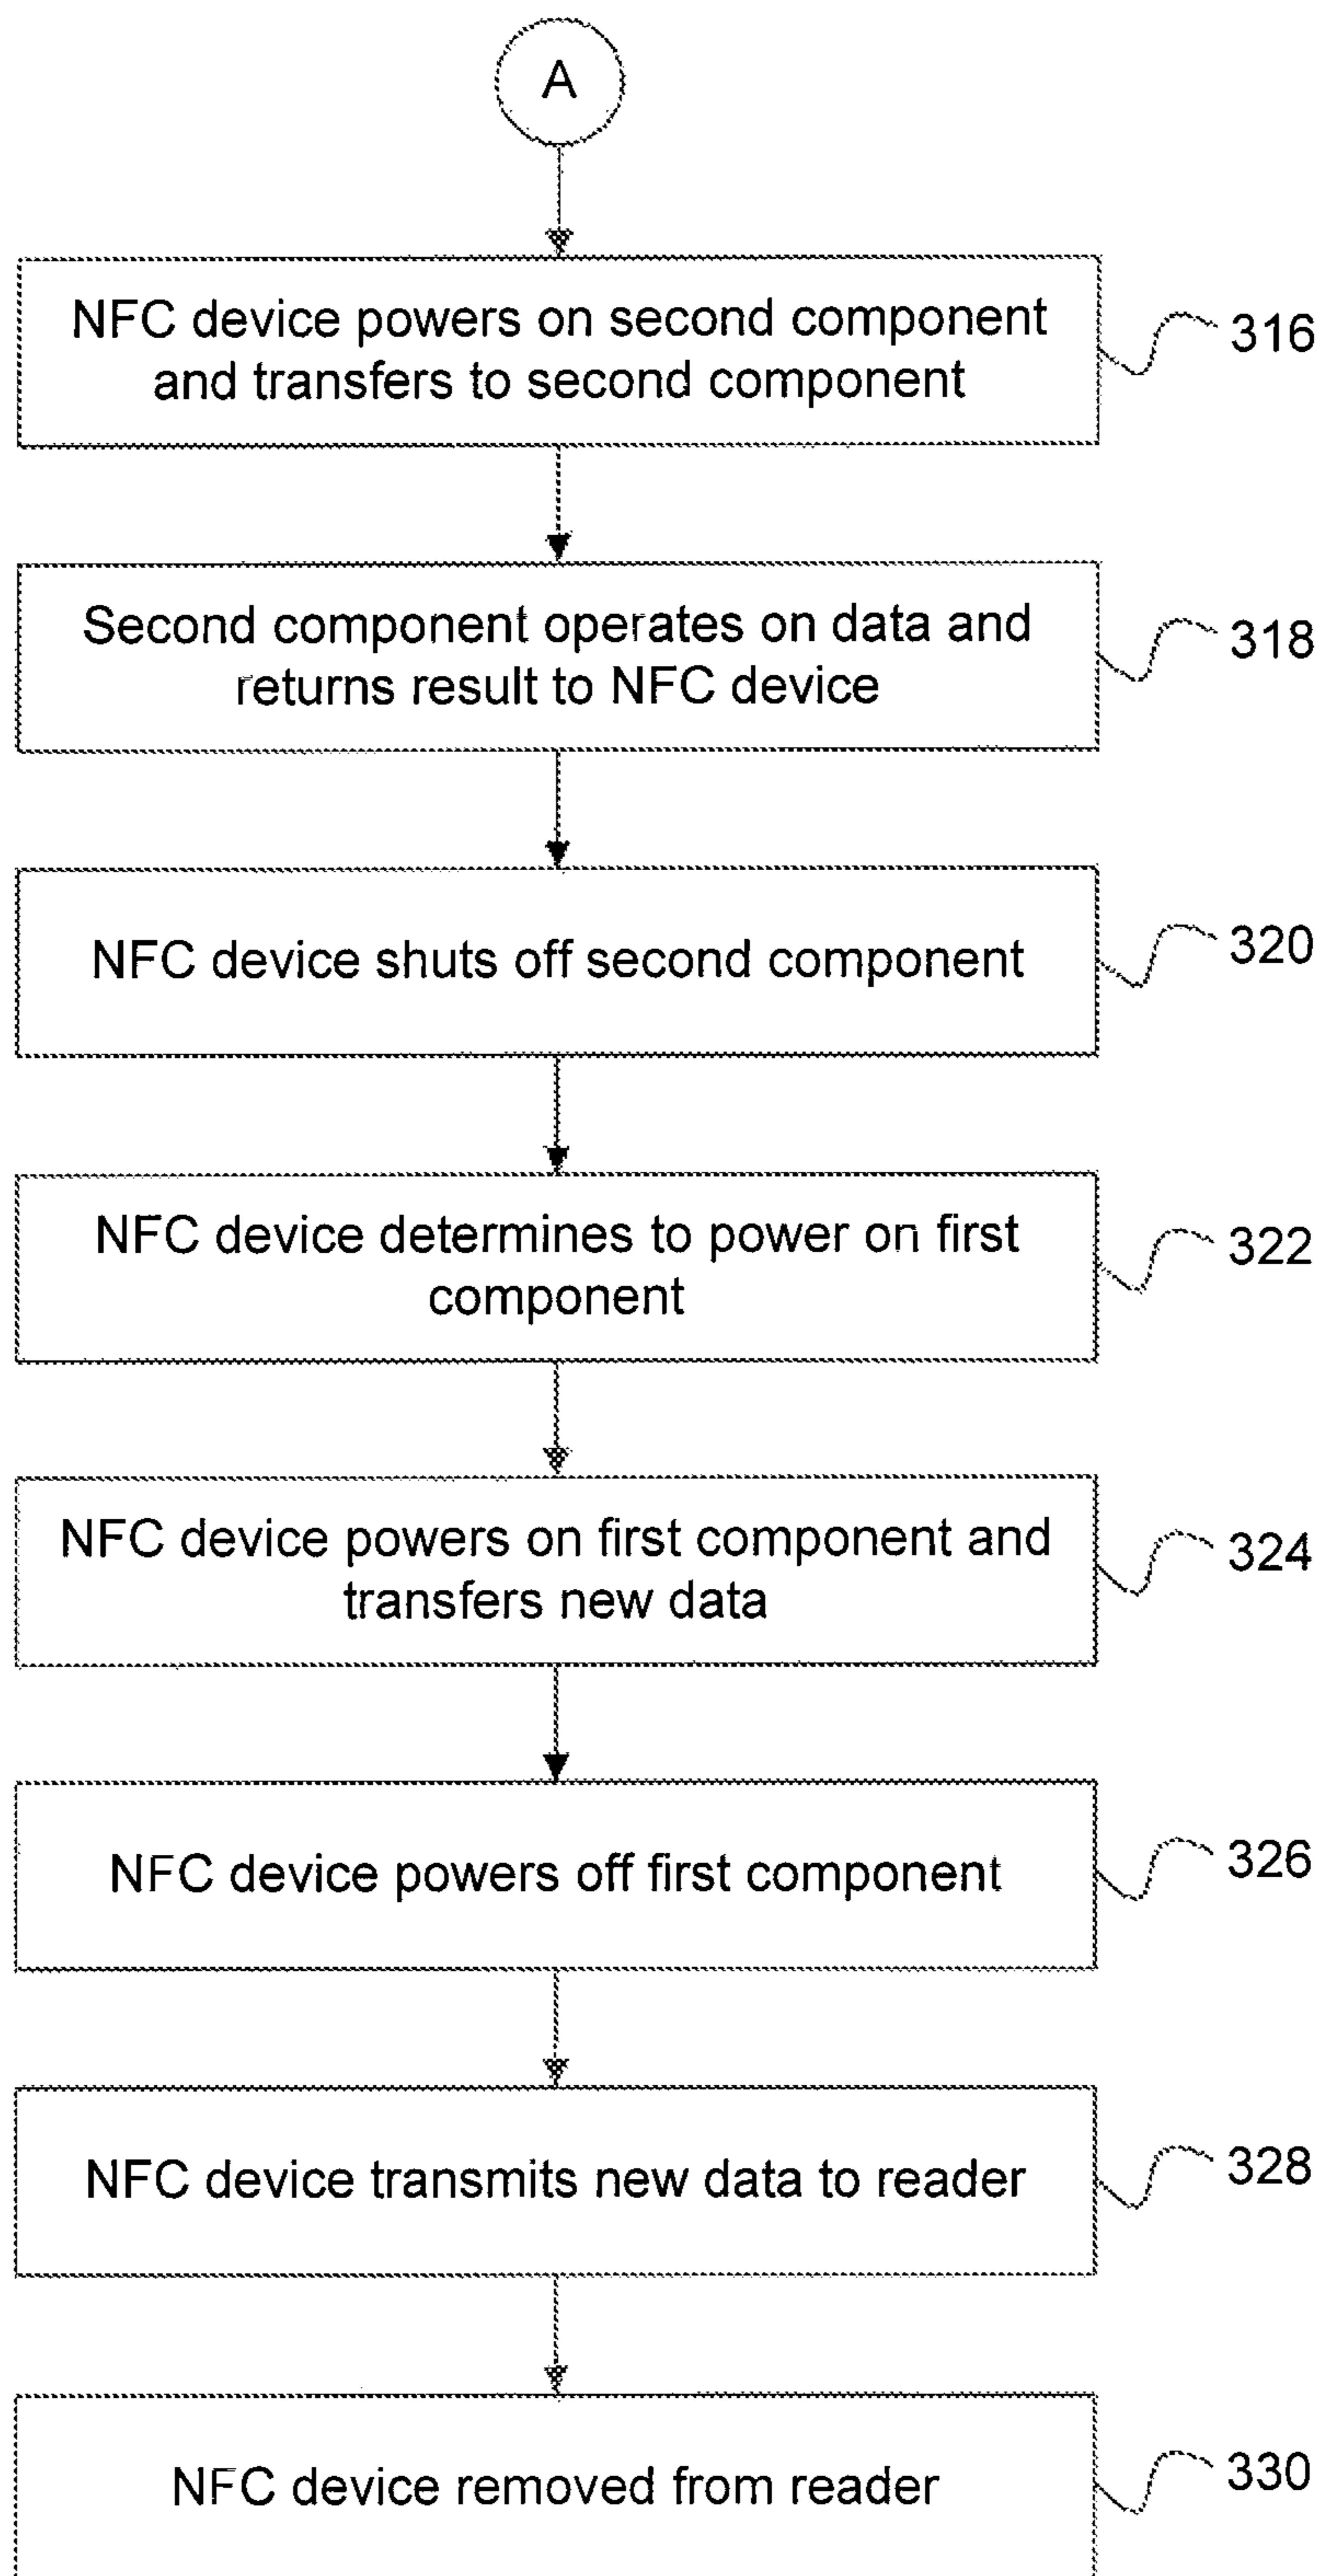 A
NFC device powers on second component
and transfers to second component
316
Second component operates on data and
returns result to NFC device
318
NFC device shuts off second component
320
NFC device determines to power on first
component
322
NFC device powers on first component and
transfers new data
324
NFC device powers off first component
326
NFC device transmits new data to reader
328
NFC device removed from reader
330